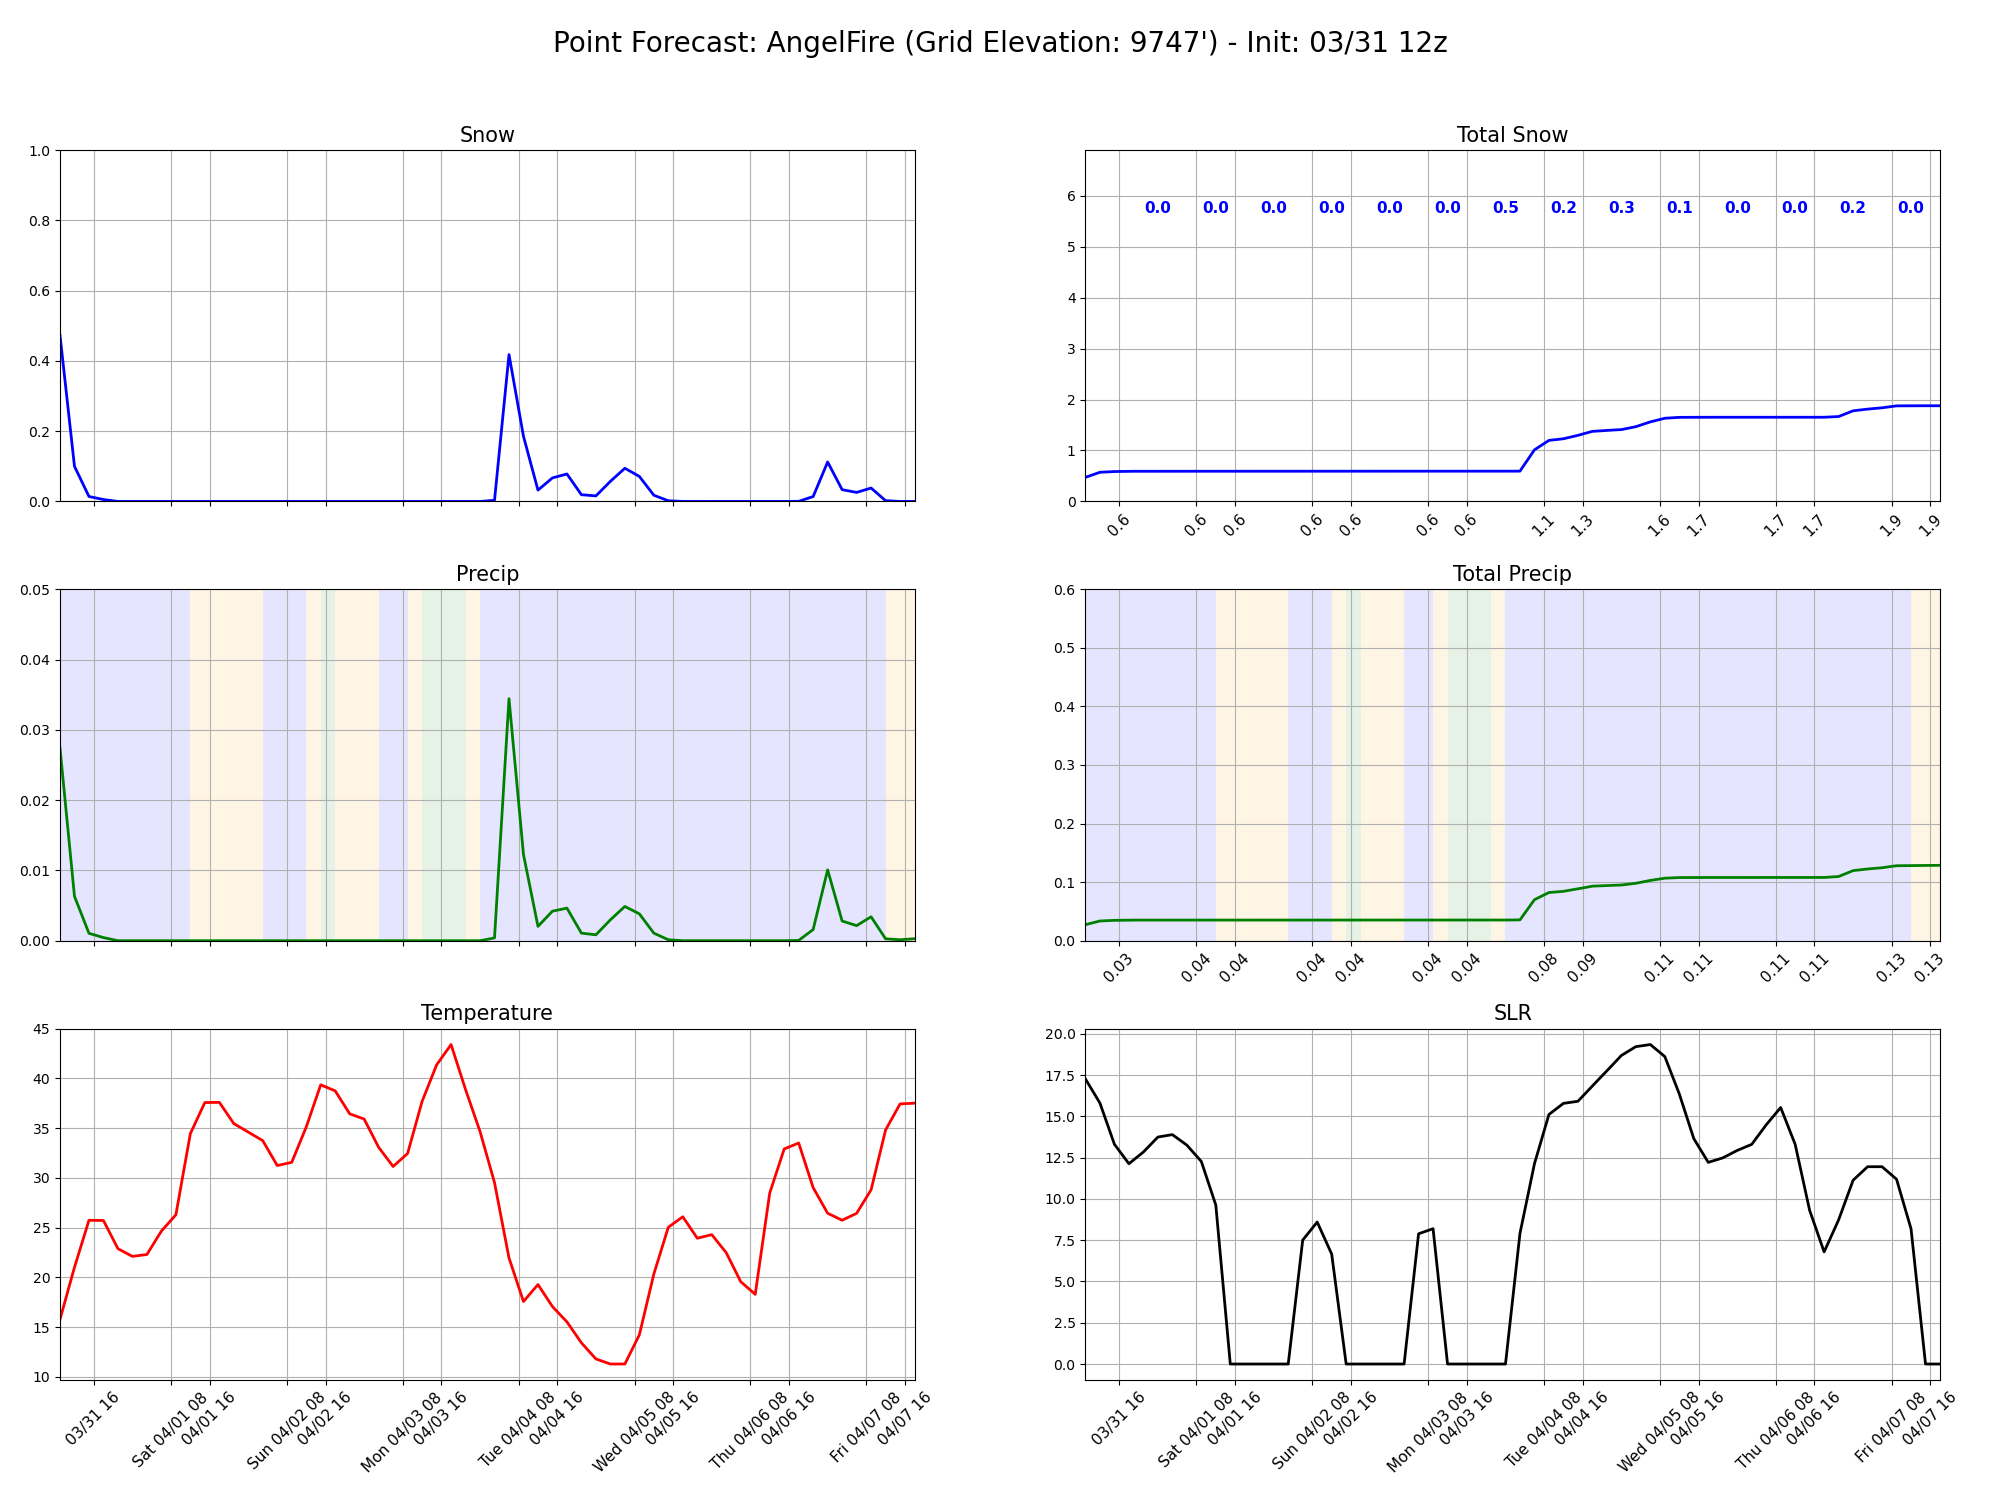 Point Forecast: AngelFire (Grid Elevation: 9747') - Init: 03/31 12z
Snow
1.0
0.8
0.6
0.4
0.2
0.0
Total Snow
6
5
4
3
2
1
0
0.0 0.0 0.0 0.0 0.0 0.0 0.5 0.2 0.3 0.1 0.0 0.0 0.2 0.0
0.6 0.6 0.6 0.6 0.6 0.6 0.6 1.1 1.3 1.6 1.7 1.7 1.7 1.9 1.9
Precip
0.05
0.04
0.03
0.02
0.01
0.00
Total Precip
0.6
0.5
0.4
0.3
0.2
0.1
0.0
0.03 0.04 0.04 0.04 0.04 0.04 0.04 0.08 0.09 0.11 0.11 0.11 0.11 0.13 0.13
Temperature
45
40
35
30
25
20
15
10
03/31 16
Sat 04/01 08
04/01 16
Sun 04/02 08
04/02 16
Mon 04/03 08
04/03 16
Tue 04/04 08
04/04 16
Wed 04/05 08
04/05 16
Thu 04/06 08
04/06 16
Fri 04/07 08
04/07 16
SLR
20.0
17.5
15.0
12.5
10.0
7.5
5.0
2.5
0.0
03/31 16
Sat 04/01 08
04/01 16
Sun 04/02 08
04/02 16
Mon 04/03 08
04/03 16
Tue 04/04 08
04/04 16
Wed 04/05 08
04/05 16
Thu 04/06 08
04/06 16
Fri 04/07 08
04/07 16